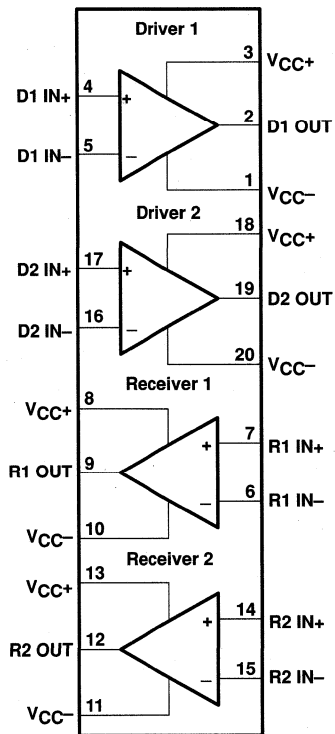 Driver 1
3 VCC+
D1 IN+ 4 +
2 D1 OUT
D1 IN– 5 –
1 VCC–
Driver 2
18 VCC+
D2 IN+ 17 +
19 D2 OUT
D2 IN– 16 –
20 VCC–
Receiver 1
VCC+ 8
+ 7 R1 IN+
R1 OUT 9
– 6 R1 IN–
VCC– 10
Receiver 2
VCC+ 13
+ 14 R2 IN+
R2 OUT 12
– 15 R2 IN–
VCC– 11